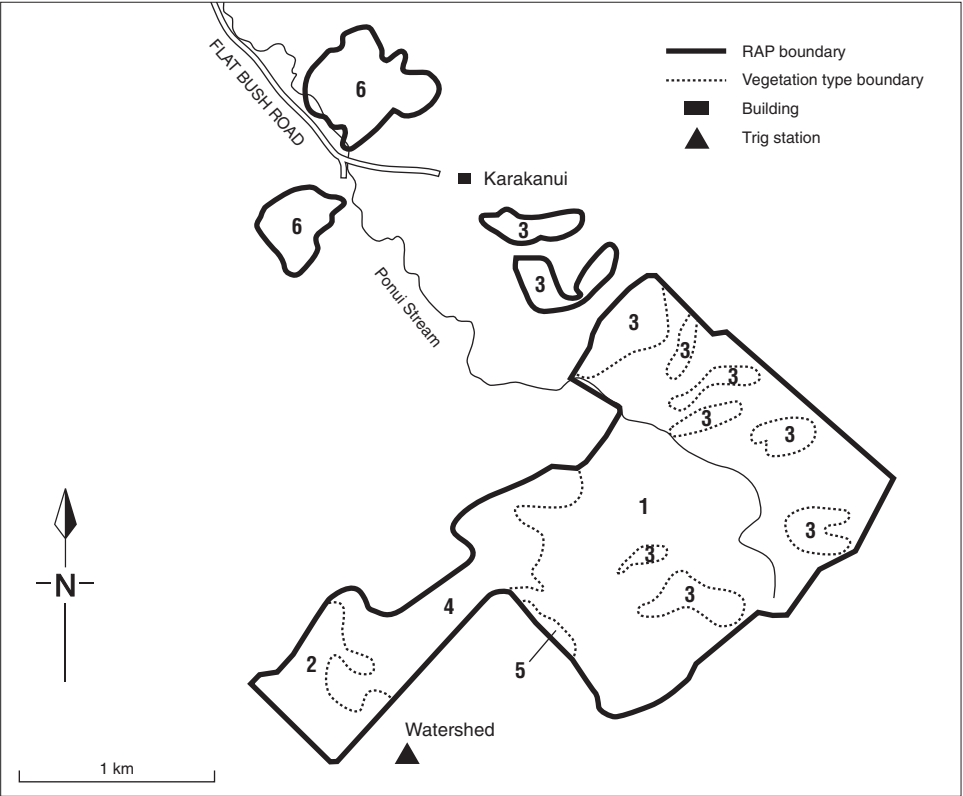 FLAT BUSH ROAD
6
RAP boundary
Vegetation type boundary
Building
Trig station
Karakanui
6
3
3
Ponui Stream
3
3
3
3
3
1
3
3
3
4
2
5
N
Watershed
1 km